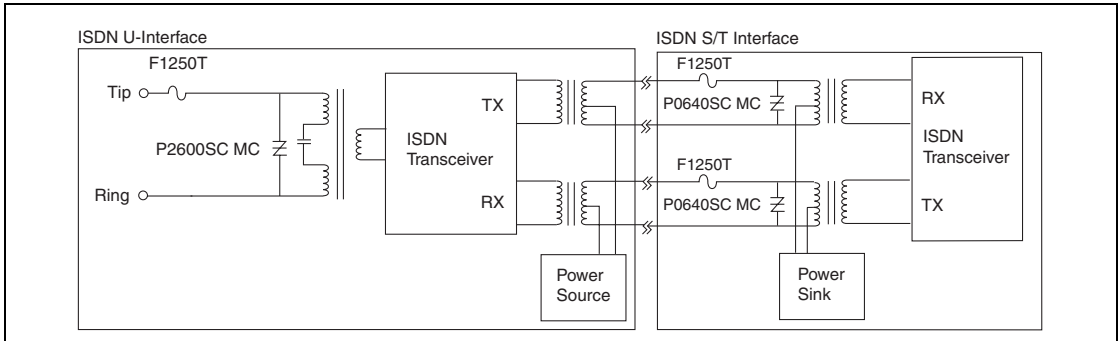 ISDN U-Interface
F1250T
Tip
P2600SC MC
Ring
TX
ISDN
Transceiver
RX
Power
Source
ISDN S/T Interface
F1250T
P0640SC MC
F1250T
P0640SC MC
Power
Sink
RX
ISDN
Transceiver
TX